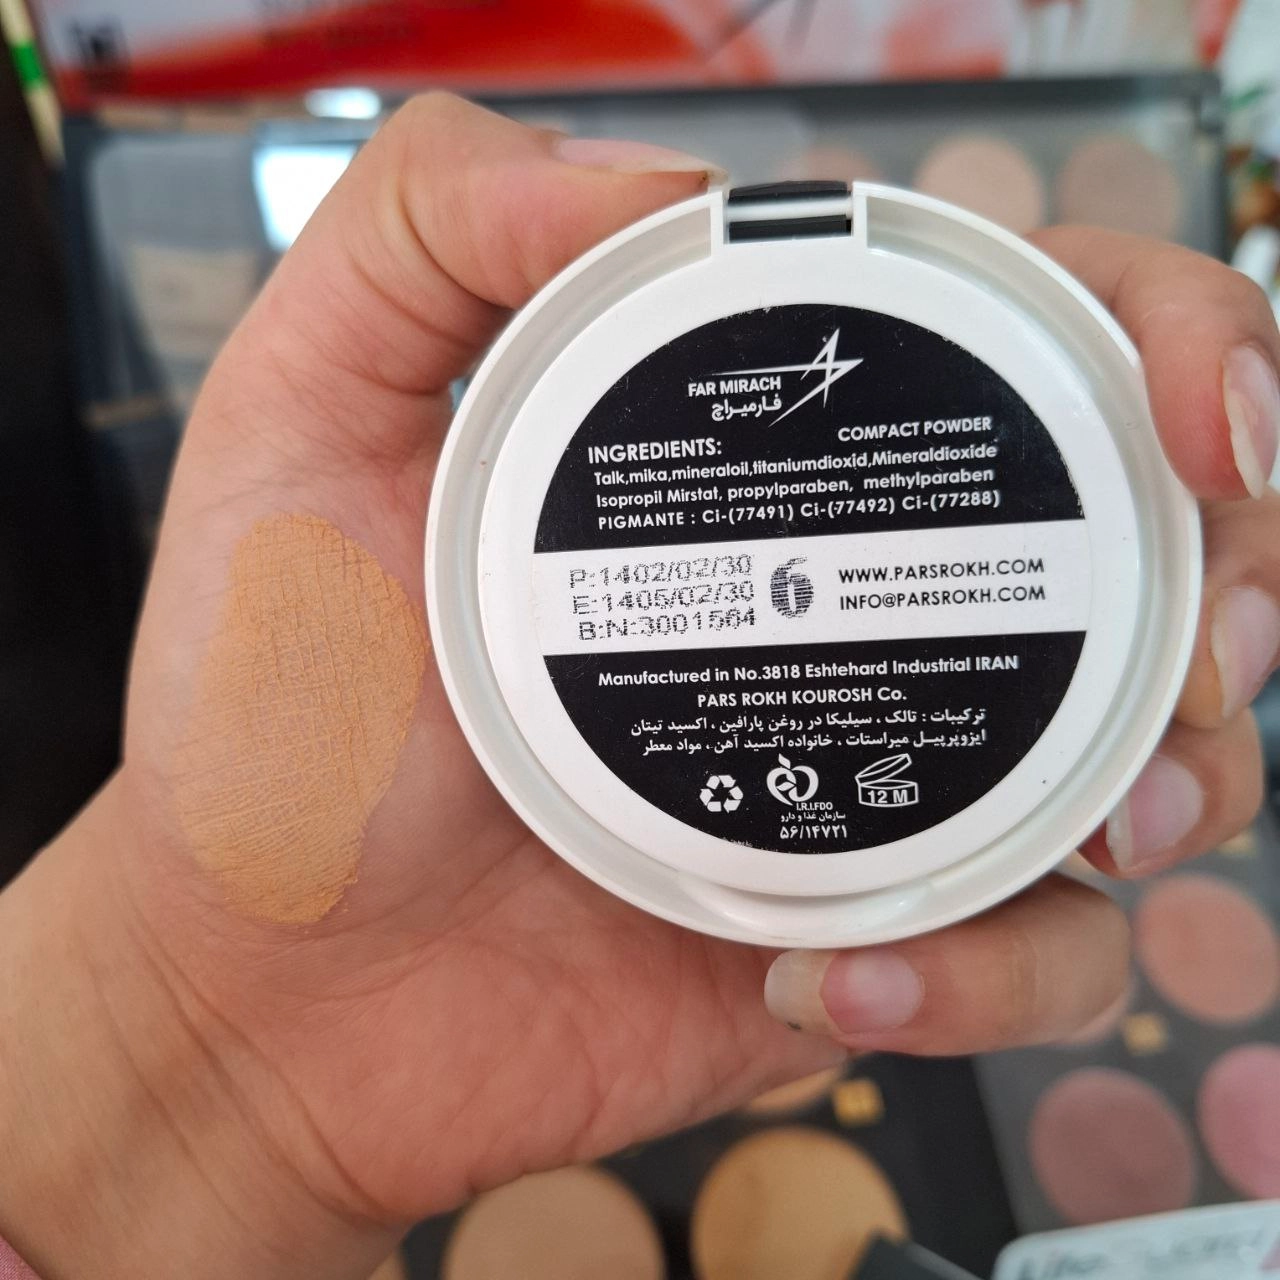 FAR MIRACH
فارمیراچ
COMPACT POWDER
INGREDIENTS:
Talk,mika,mineraloil,titaniumdioxid,Mineraldioxide
Isopropil Mirstat, propylparaben, methylparaben
PIGMANTE : Ci-(77491) Ci-(77492) Ci-(77288)
P:1402/02/30
E:1405/02/30
B:N:3001564
6
WWW.PARSROKH.COM
INFO@PARSROKH.COM
Manufactured in No.3818 Eshtehard Industrial IRAN
PARS ROKH KOUROSH Co.
ترکیبات : تالک ، سیلیکا در روغن پارافین ، اکسید تیتان
ایزوپرپیل میراستات ، خانواده اکسید آهن ، مواد معطر
I.R.I.FDO
سازمان غذا و دارو
۵۶/۱۴۷۲۱
12 M